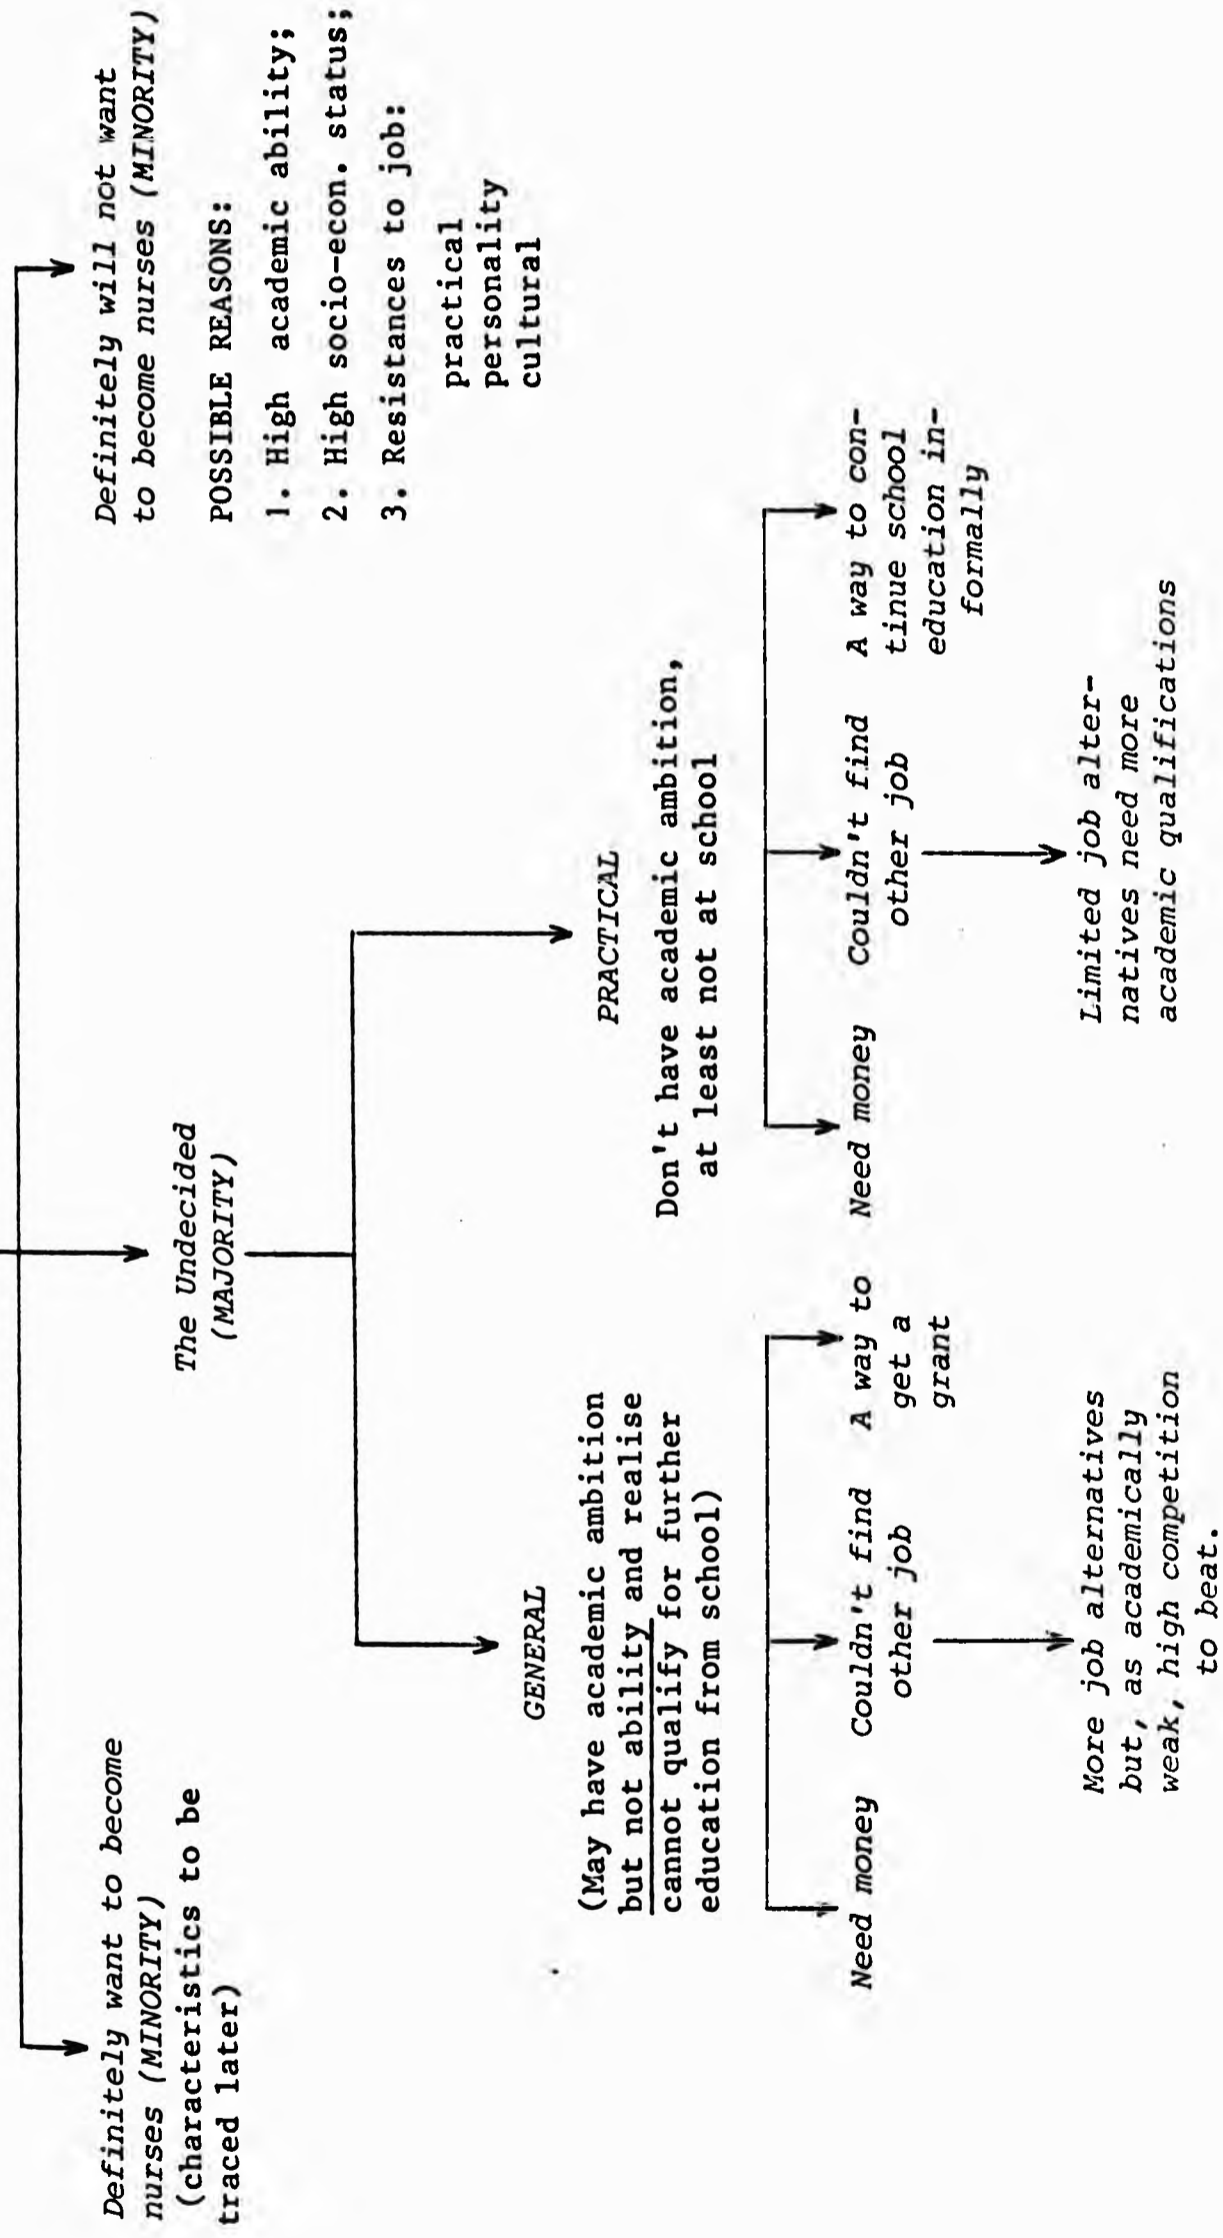 Definitely want to become
nurses (MINORITY)
(characteristics to be
traced later)
The Undecided
(MAJORITY)
Definitely will not want
to become nurses (MINORITY)
POSSIBLE REASONS:
1. High academic ability;
2. High socio-econ. status;
3. Resistances to job:
practical
personality
cultural
GENERAL
(May have academic ambition
but not ability and realise
cannot qualify for further
education from school)
PRACTICAL
Don't have academic ambition,
at least not at school
Need money
Couldn't find
other job
A way to
get a
grant
Need money
Couldn't find
other job
A way to con-
tinue school
education in-
formally
More job alternatives
but, as academically
weak, high competition
to beat.
Limited job alter-
natives need more
academic qualifications